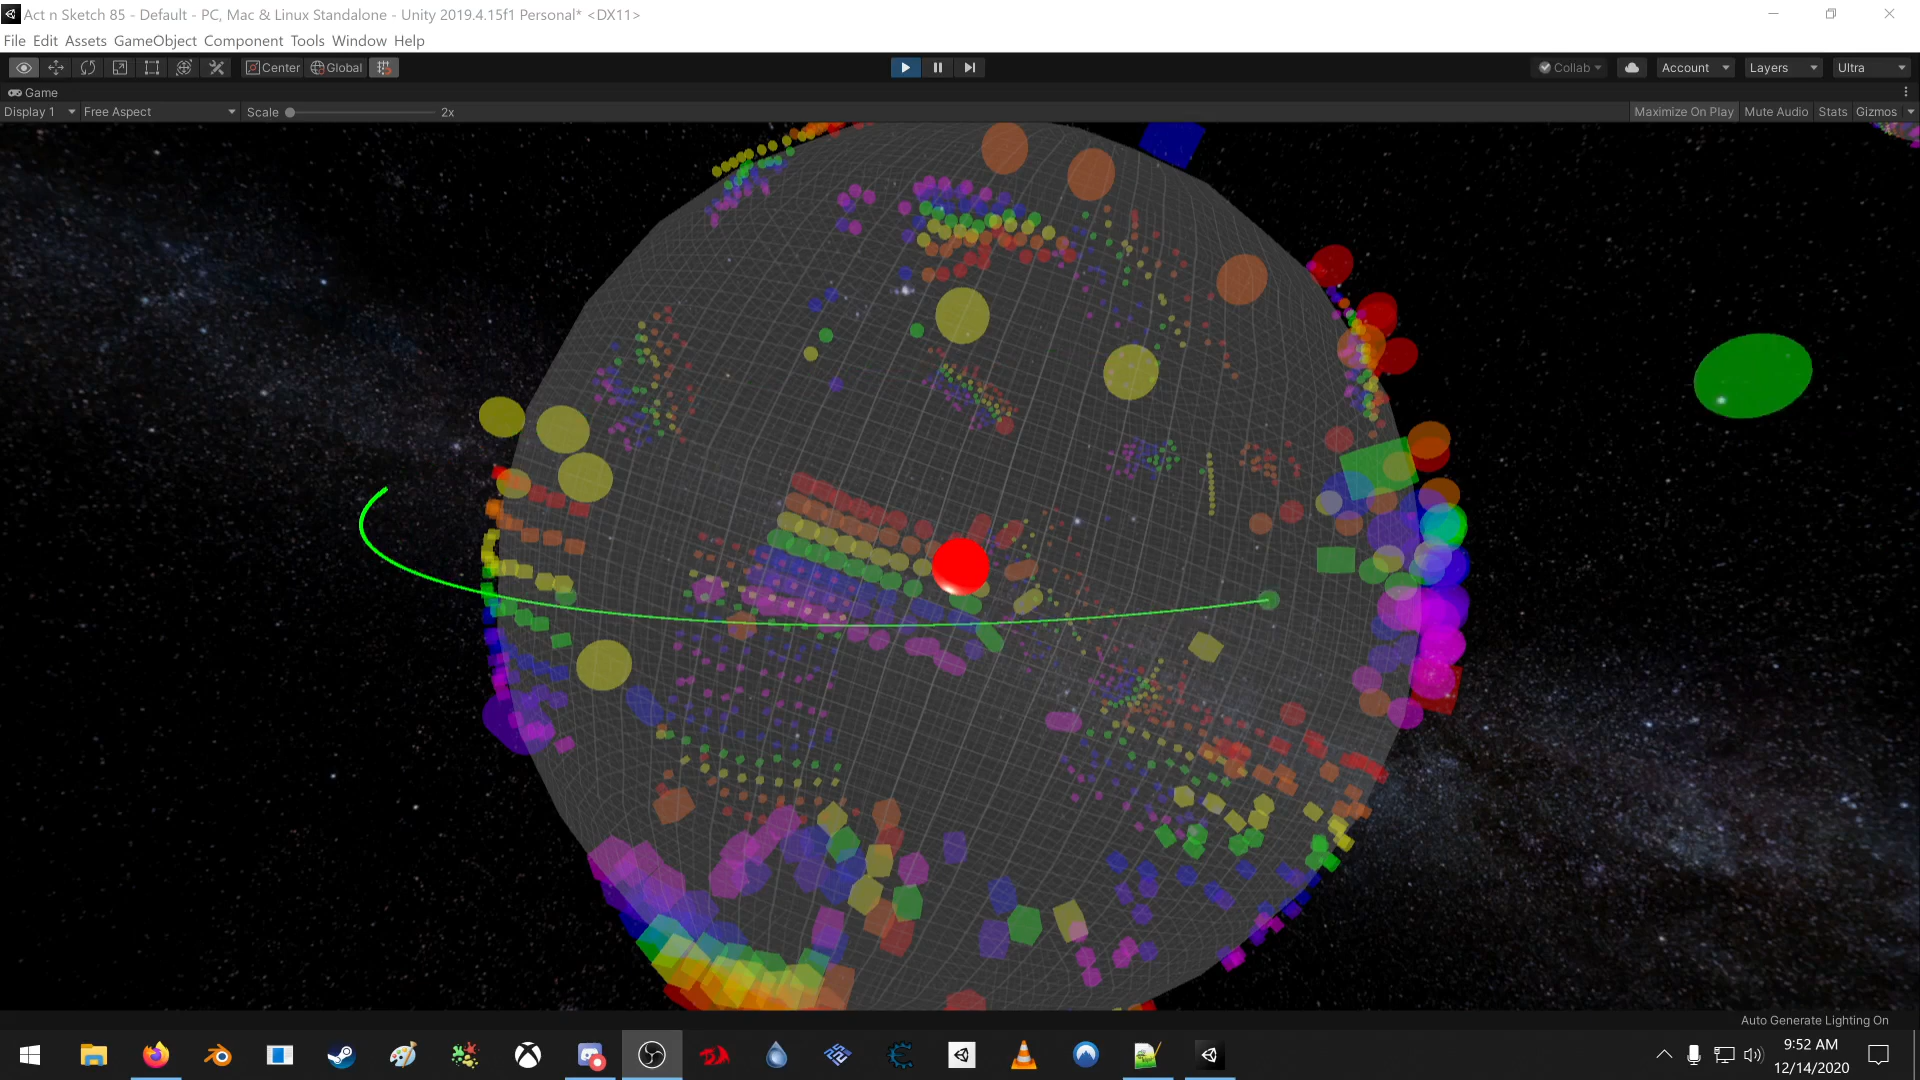 Act n Sketch 85 - Default - PC, Mac & Linux Standalone - Unity 2019.4.15f1 Personal* <DX11>
File Edit Assets GameObject Component Tools Window Help
Center Global Collab Account Layers Ultra
Game
Display 1 Free Aspect Scale 2x Maximize On Play Mute Audio Stats Gizmos
Auto Generate Lighting On
9:52 AM
12/14/2020